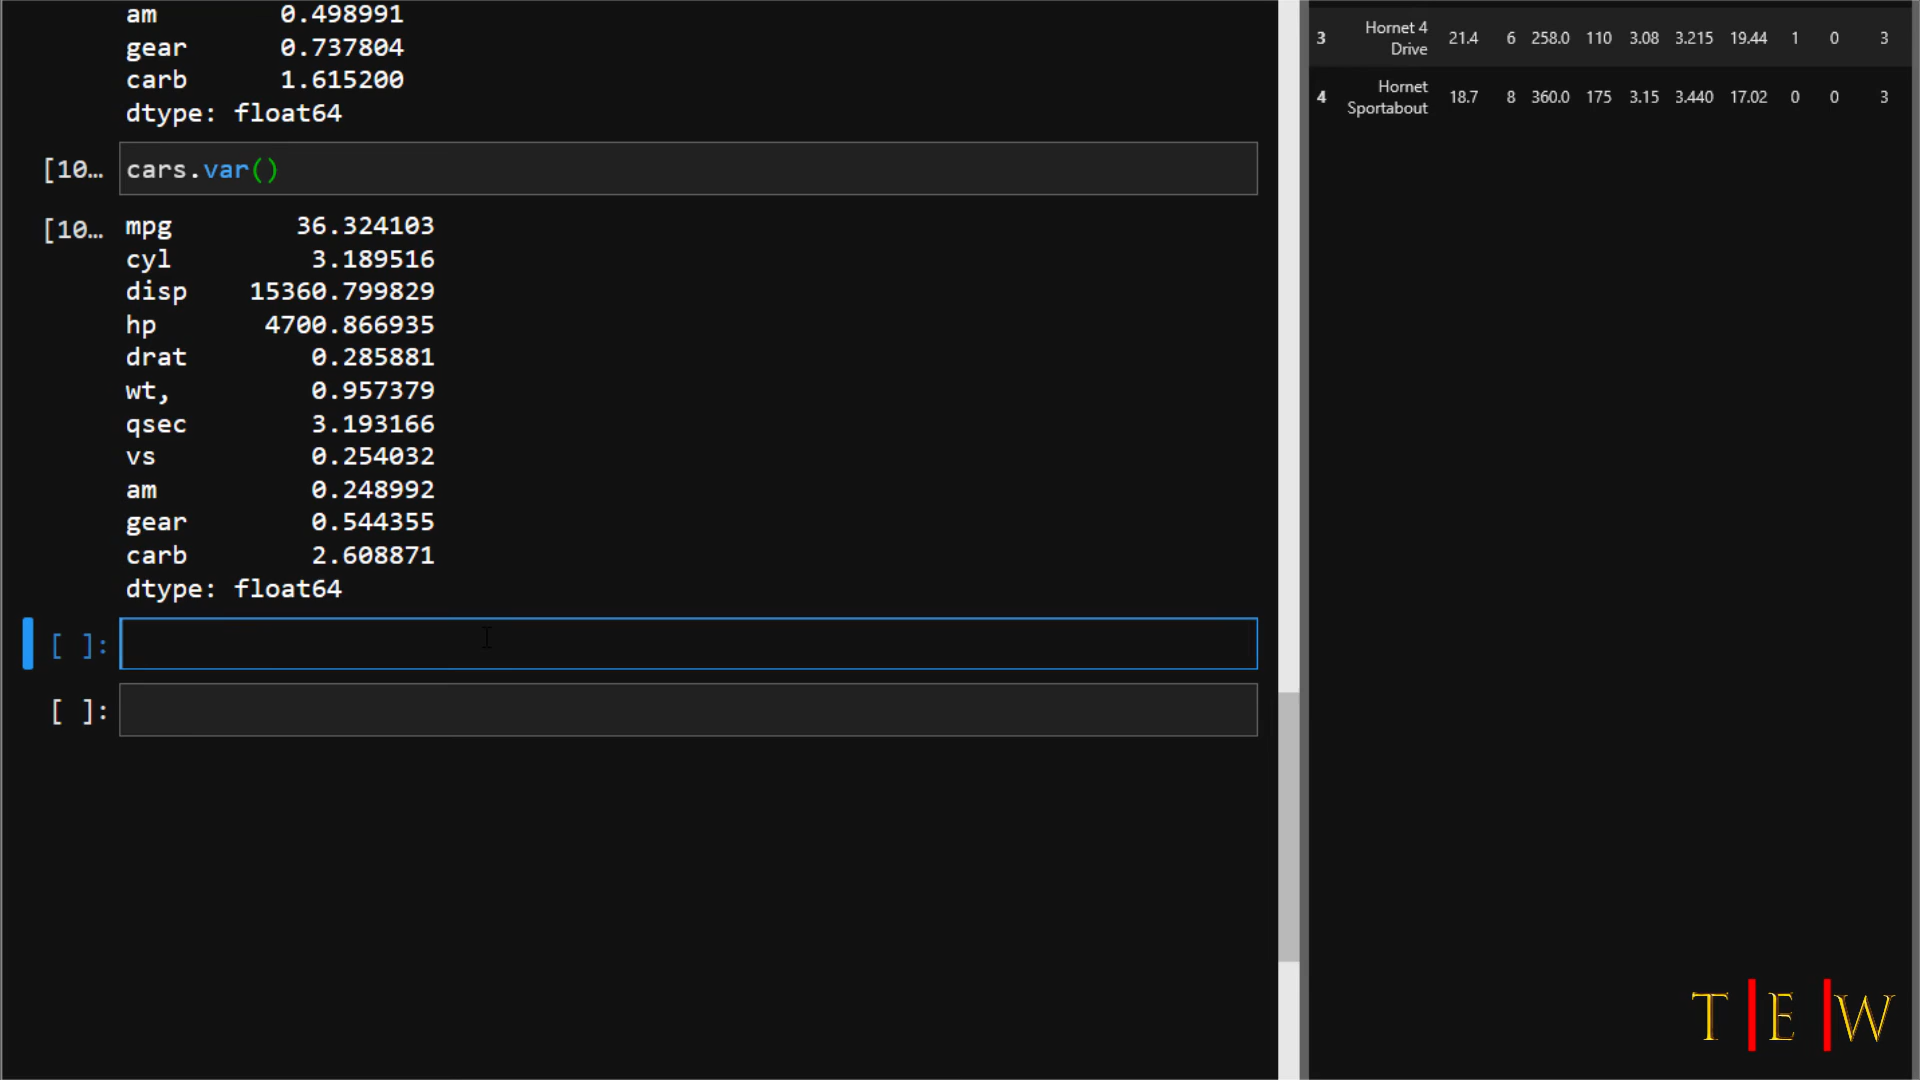 am 0.498991
gear 0.737804
carb 1.615200
dtype: float64
[10… cars.var()
[10… mpg 36.324103
cyl 3.189516
disp 15360.799829
hp 4700.866935
drat 0.285881
wt, 0.957379
qsec 3.193166
vs 0.254032
am 0.248992
gear 0.544355
carb 2.608871
dtype: float64
[ ]:
[ ]:
3 Hornet 4 Drive 21.4 6 258.0 110 3.08 3.215 19.44 1 0 3
4 Hornet Sportabout 18.7 8 360.0 175 3.15 3.440 17.02 0 0 3
T|E|W